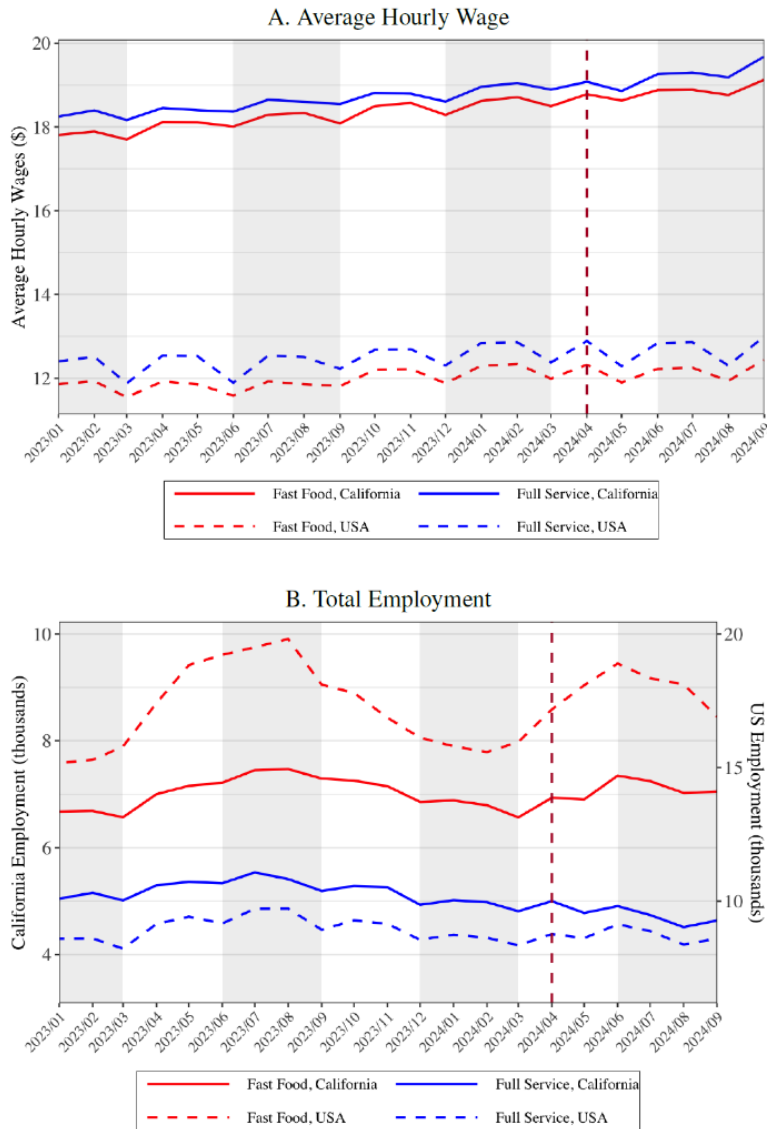 A. Average Hourly Wage
Average Hourly Wages ($)
20
18
16
14
12
2023/01 2023/02 2023/03 2023/04 2023/05 2023/06 2023/07 2023/08 2023/09 2023/10 2023/11 2023/12 2024/01 2024/02 2024/03 2024/04 2024/05 2024/06 2024/07 2024/08 2024/09
Fast Food, California Full Service, California
Fast Food, USA Full Service, USA
B. Total Employment
California Employment (thousands)
10
8
6
4
20
15
10
US Employment (thousands)
2023/01 2023/02 2023/03 2023/04 2023/05 2023/06 2023/07 2023/08 2023/09 2023/10 2023/11 2023/12 2024/01 2024/02 2024/03 2024/04 2024/05 2024/06 2024/07 2024/08 2024/09
Fast Food, California Full Service, California
Fast Food, USA Full Service, USA